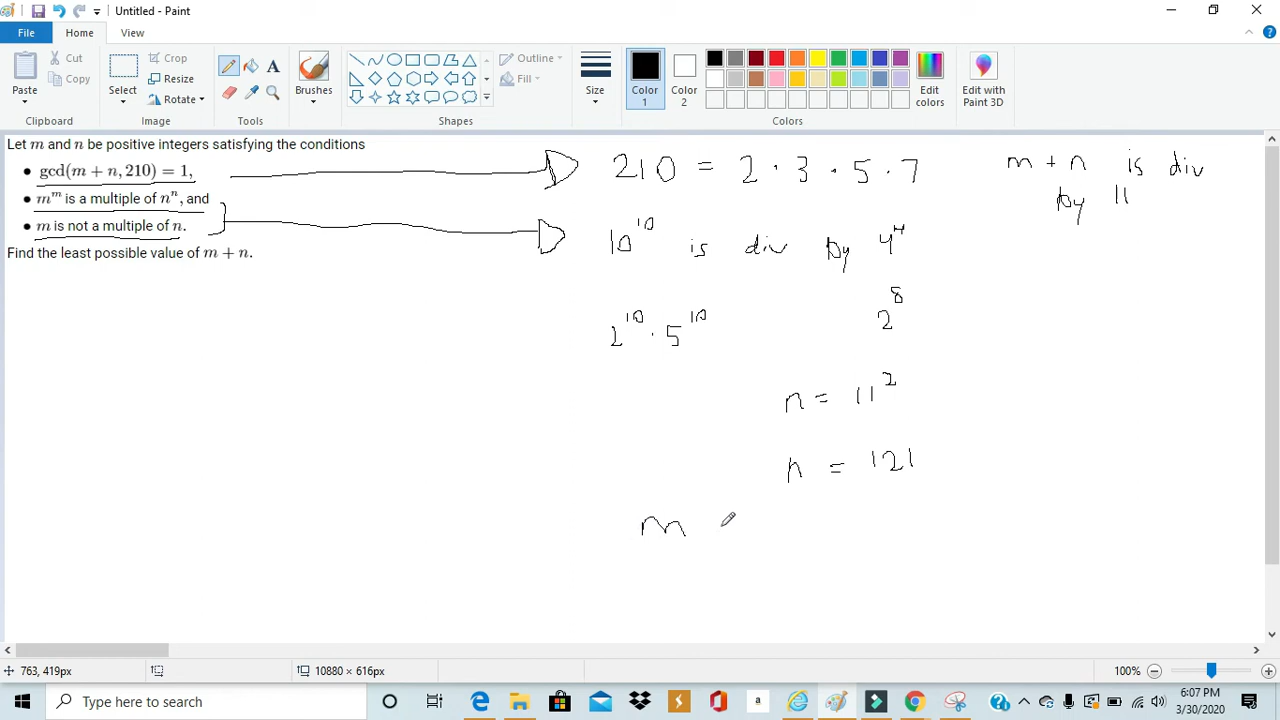 Untitled - Paint
File
Home
View
Paste
Cut
Copy
Clipboard
Select
Crop
Resize
Rotate
Image
Tools
Brushes
Shapes
Outline
Fill
Size
Color 1
Color 2
Edit colors
Edit with Paint 3D
Colors
Let m and n be positive integers satisfying the conditions
• gcd(m + n, 210) = 1,
• m^m is a multiple of n^n, and
• m is not a multiple of n.
Find the least possible value of m + n.
210 = 2 · 3 · 5 · 7
m + n is div
by 11
10^10 is div by 4^4
2^10 · 5^10
2^8
n = 11^2
n = 121
m
763, 419px
10880 × 616px
100%
Type here to search
6:07 PM
3/30/2020